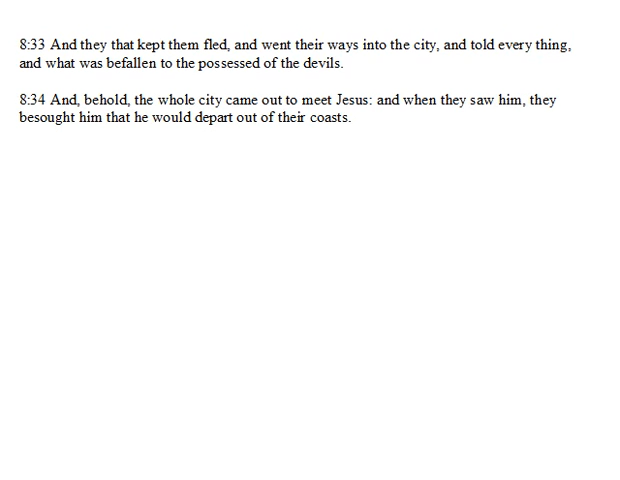 8:33 And they that kept them fled, and went their ways into the city, and told every thing,
and what was befallen to the possessed of the devils.
8:34 And, behold, the whole city came out to meet Jesus: and when they saw him, they
besought him that he would depart out of their coasts.